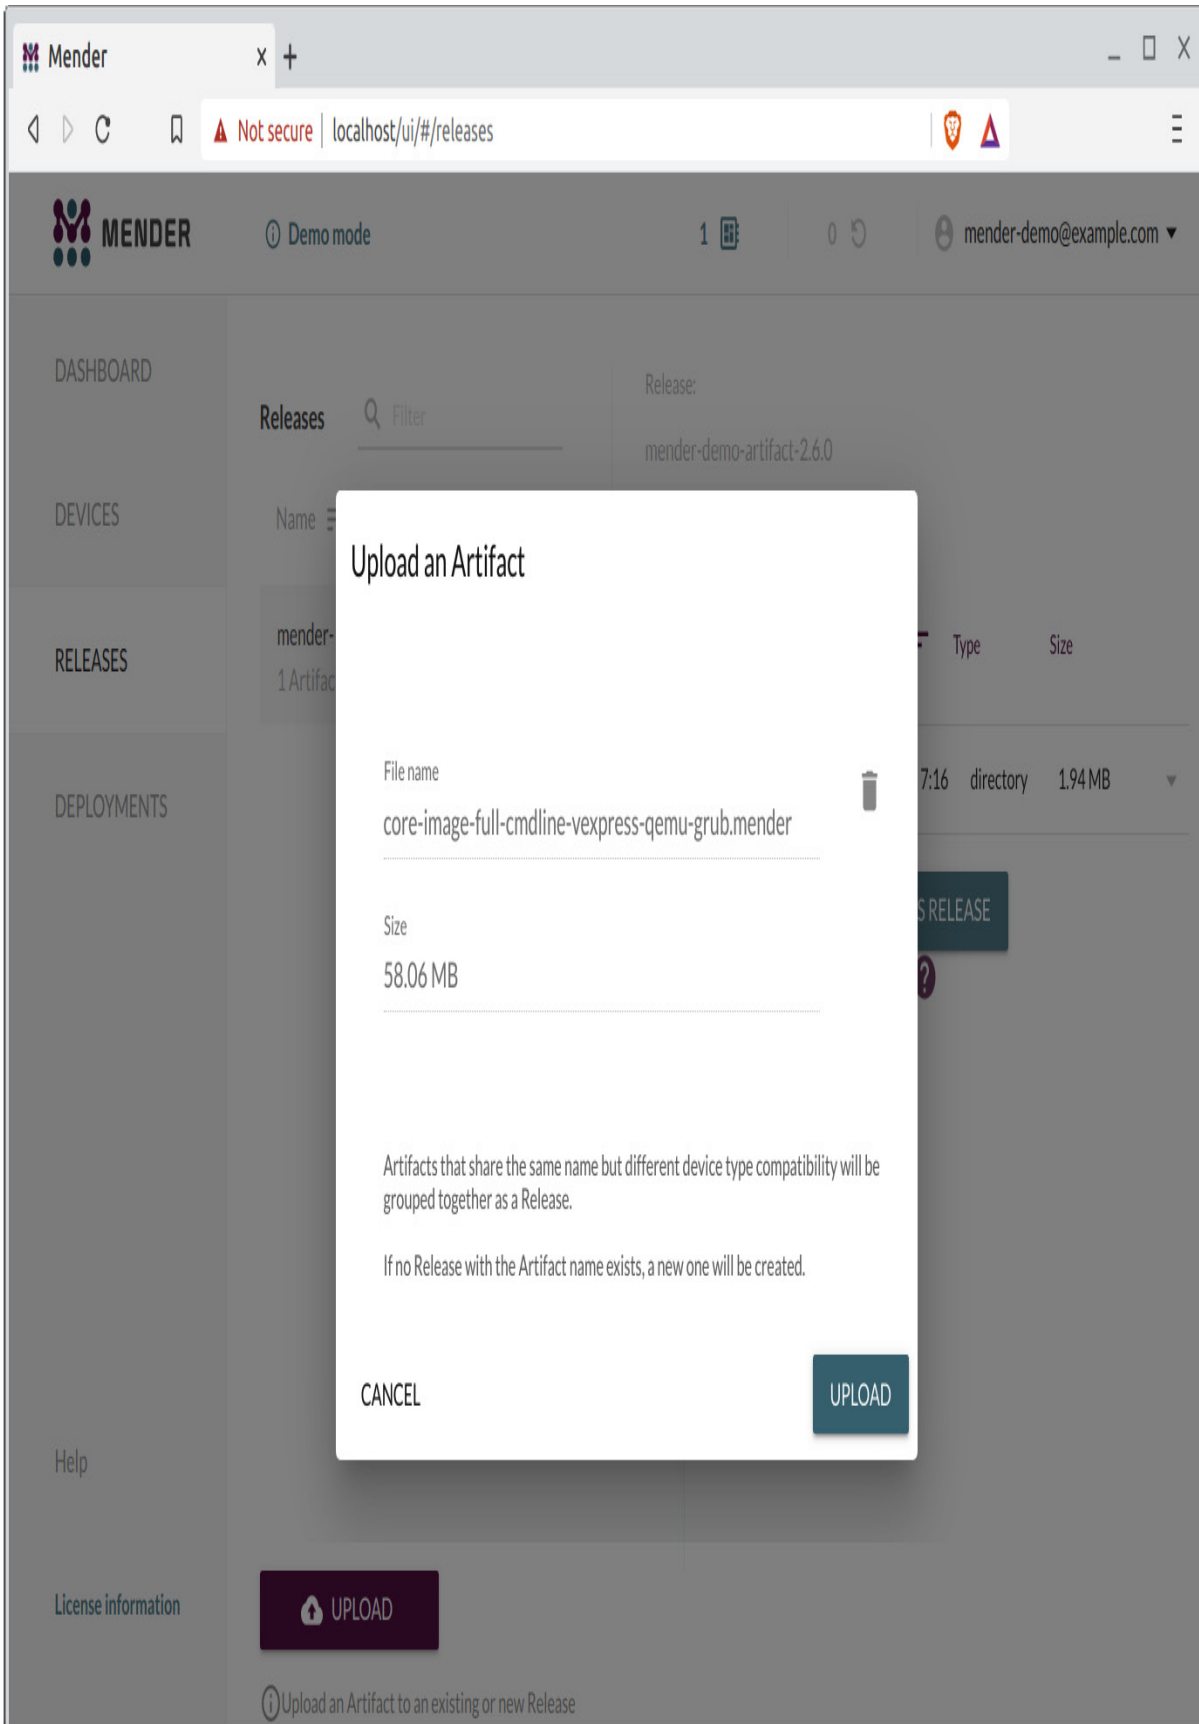 Mender x +
Not secure localhost/ui/#/releases
MENDER Demo mode 1 0 mender-demo@example.com
DASHBOARD
Releases Filter
Release:
mender-demo-artifact-2.6.0
DEVICES
Name
Upload an Artifact
RELEASES
mender-
1 Artifac
Type Size
File name
core-image-full-cmdline-vexpress-qemu-grub.mender
7:16 directory 1.94 MB
DEPLOYMENTS
Size
58.06 MB
S RELEASE
?
Artifacts that share the same name but different device type compatibility will be
grouped together as a Release.
If no Release with the Artifact name exists, a new one will be created.
CANCEL UPLOAD
Help
License information
UPLOAD
Upload an Artifact to an existing or new Release